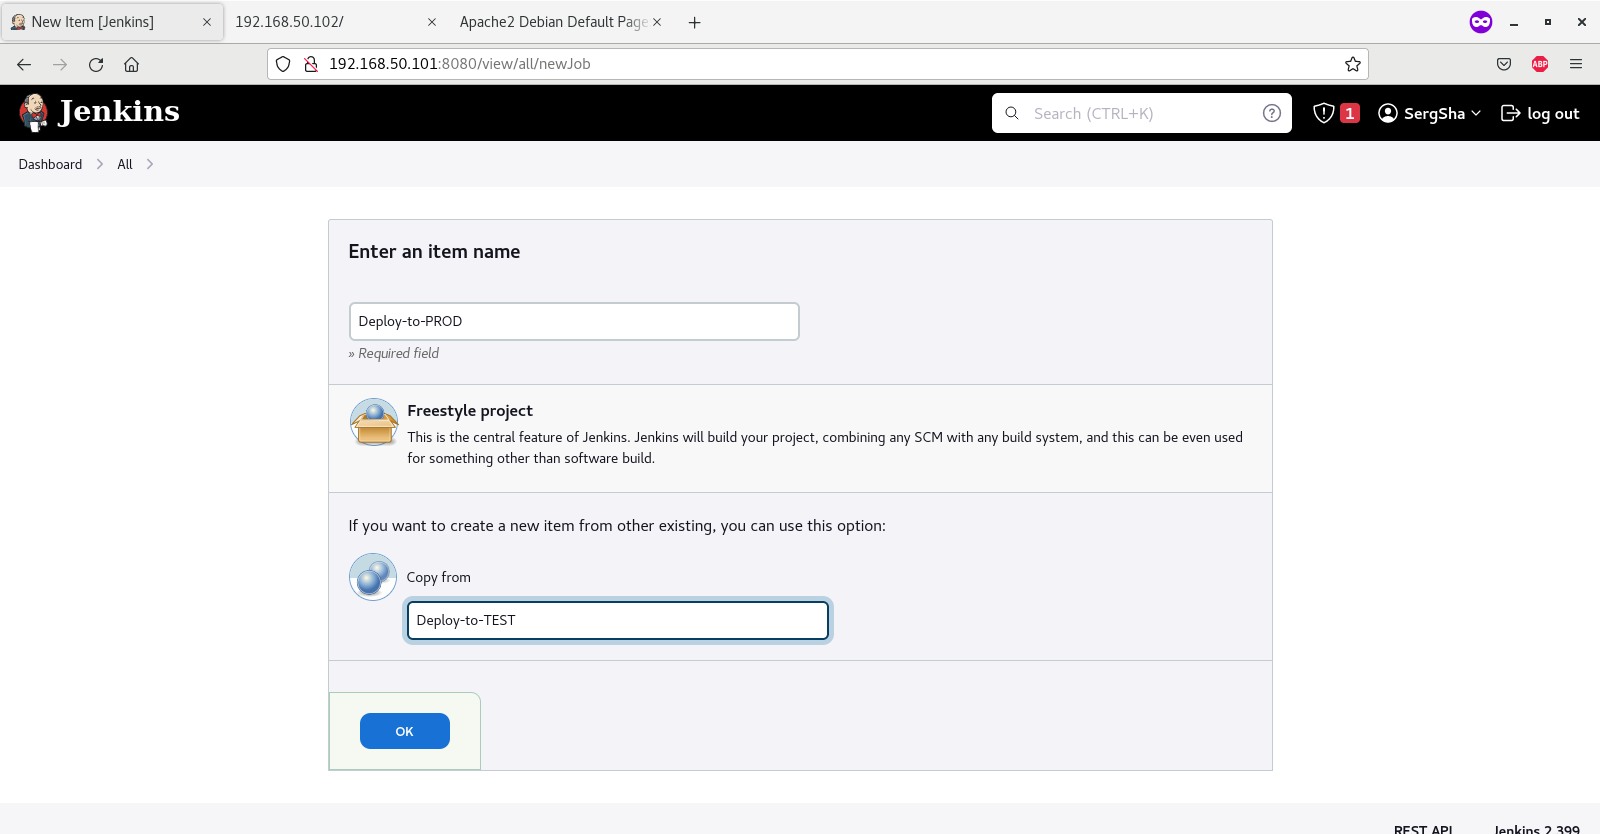 New Item [Jenkins]
192.168.50.102/
Apache2 Debian Default Page
192.168.50.101:8080/view/all/newJob
ABP
Jenkins
Search (CTRL+K)
1
SergSha
log out
Dashboard
All
Enter an item name
Deploy-to-PROD
» Required field
Freestyle project
This is the central feature of Jenkins. Jenkins will build your project, combining any SCM with any build system, and this can be even used
for something other than software build.
If you want to create a new item from other existing, you can use this option:
Copy from
Deploy-to-TEST
OK
REST API
Jenkins 2.399